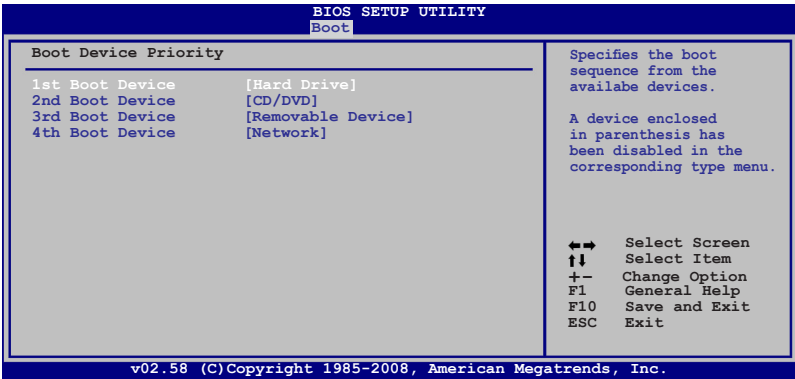 BIOS SETUP UTILITY
Boot
Boot Device Priority
1st Boot Device [Hard Drive]
2nd Boot Device [CD/DVD]
3rd Boot Device [Removable Device]
4th Boot Device [Network]
Specifies the boot
sequence from the
availabe devices.
A device enclosed
in parenthesis has
been disabled in the
corresponding type menu.
←→ Select Screen
↑↓ Select Item
+- Change Option
F1 General Help
F10 Save and Exit
ESC Exit
v02.58 (C)Copyright 1985-2008, American Megatrends, Inc.